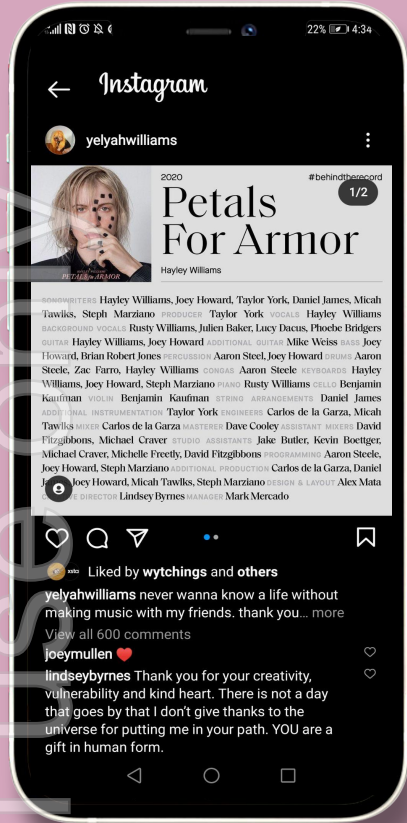 22% 4:34
Instagram
yelyahwilliams
2020 #behindtherecord
1/2
Petals
For Armor
Hayley Williams
PETALS for ARMOR
SONGWRITERS Hayley Williams, Joey Howard, Taylor York, Daniel James, Micah
Tawlks, Steph Marziano PRODUCER Taylor York VOCALS Hayley Williams
BACKGROUND VOCALS Rusty Williams, Julien Baker, Lucy Dacus, Phoebe Bridgers
GUITAR Hayley Williams, Joey Howard ADDITIONAL GUITAR Mike Weiss BASS Joey
Howard, Brian Robert Jones PERCUSSION Aaron Steel, Joey Howard DRUMS Aaron
Steele, Zac Farro, Hayley Williams CONGAS Aaron Steele KEYBOARDS Hayley
Williams, Joey Howard, Steph Marziano PIANO Rusty Williams CELLO Benjamin
Kaufman VIOLIN Benjamin Kaufman STRING ARRANGEMENTS Daniel James
ADDITIONAL INSTRUMENTATION Taylor York ENGINEERS Carlos de la Garza, Micah
Tawlks MIXER Carlos de la Garza MASTERER Dave Cooley ASSISTANT MIXERS David
Fitzgibbons, Michael Craver STUDIO ASSISTANTS Jake Butler, Kevin Boettger,
Michael Craver, Michelle Freetly, David Fitzgibbons PROGRAMMING Aaron Steele,
Joey Howard, Steph Marziano ADDITIONAL PRODUCTION Carlos de la Garza, Daniel
Joey Howard, Micah Tawlks, Steph Marziano DESIGN & LAYOUT Alex Mata
DIRECTOR Lindsey Byrnes MANAGER Mark Mercado
Liked by wytchings and others
yelyahwilliams never wanna know a life without
making music with my friends. thank you... more
View all 600 comments
joeymullen ❤️
lindseybyrnes Thank you for your creativity,
vulnerability and kind heart. There is not a day
that goes by that I don't give thanks to the
universe for putting me in your path. YOU are a
gift in human form.
use only